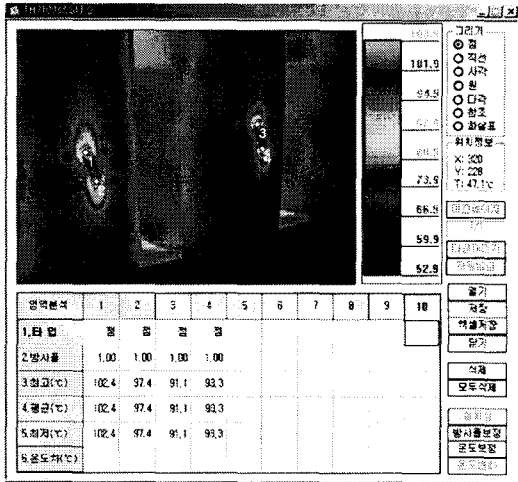 101.9
94.9
73.9
66.9
59.9
52.9
3
그리기
점
직선
사각
원
다각
참조
화살표
위치정보
X: 320
Y: 228
T: 47.1℃
열기
저장
엑셀저장
닫기
삭제
모두삭제
방사율보정
온도보정
영역분석 1 2 3 4 5 6 7 8 9 10
1.타 입 점 점 점 점
2.방사율 1.00 1.00 1.00 1.00
3.최고(℃) 102.4 97.4 91.1 93.3
4.평균(℃) 102.4 97.4 91.1 93.3
5.최저(℃) 102.4 97.4 91.1 93.3
6.온도차(℃)